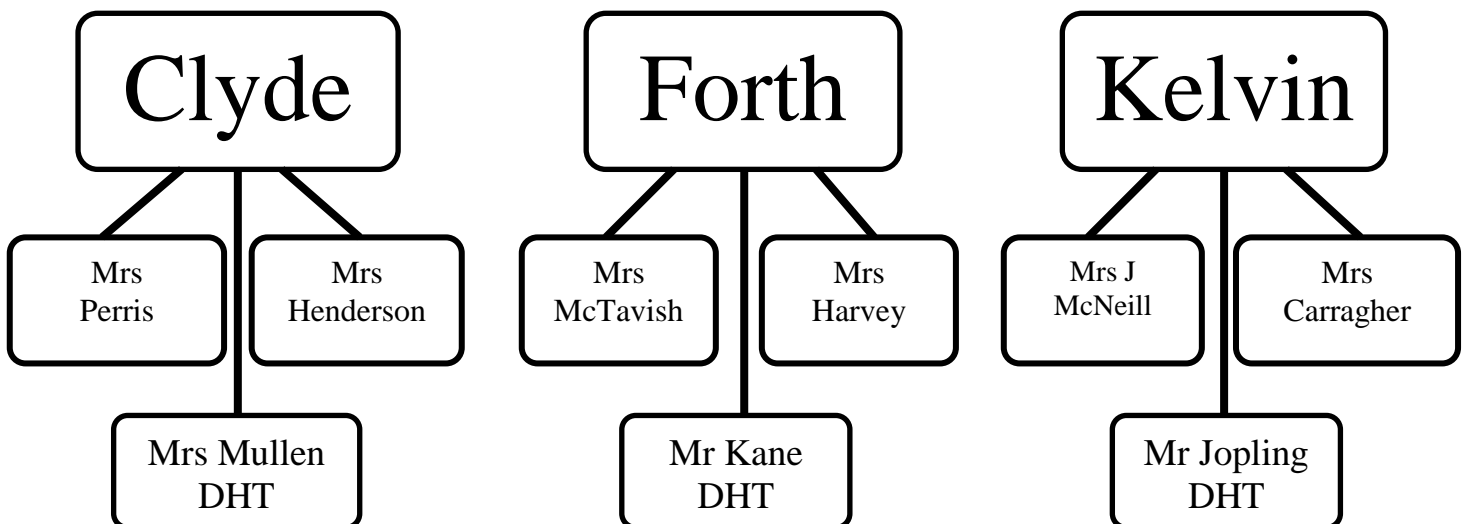 Clyde
Forth
Kelvin
Mrs
Perris
Mrs
Henderson
Mrs
McTavish
Mrs
Harvey
Mrs J
McNeill
Mrs
Carragher
Mrs Mullen
DHT
Mr Kane
DHT
Mr Jopling
DHT